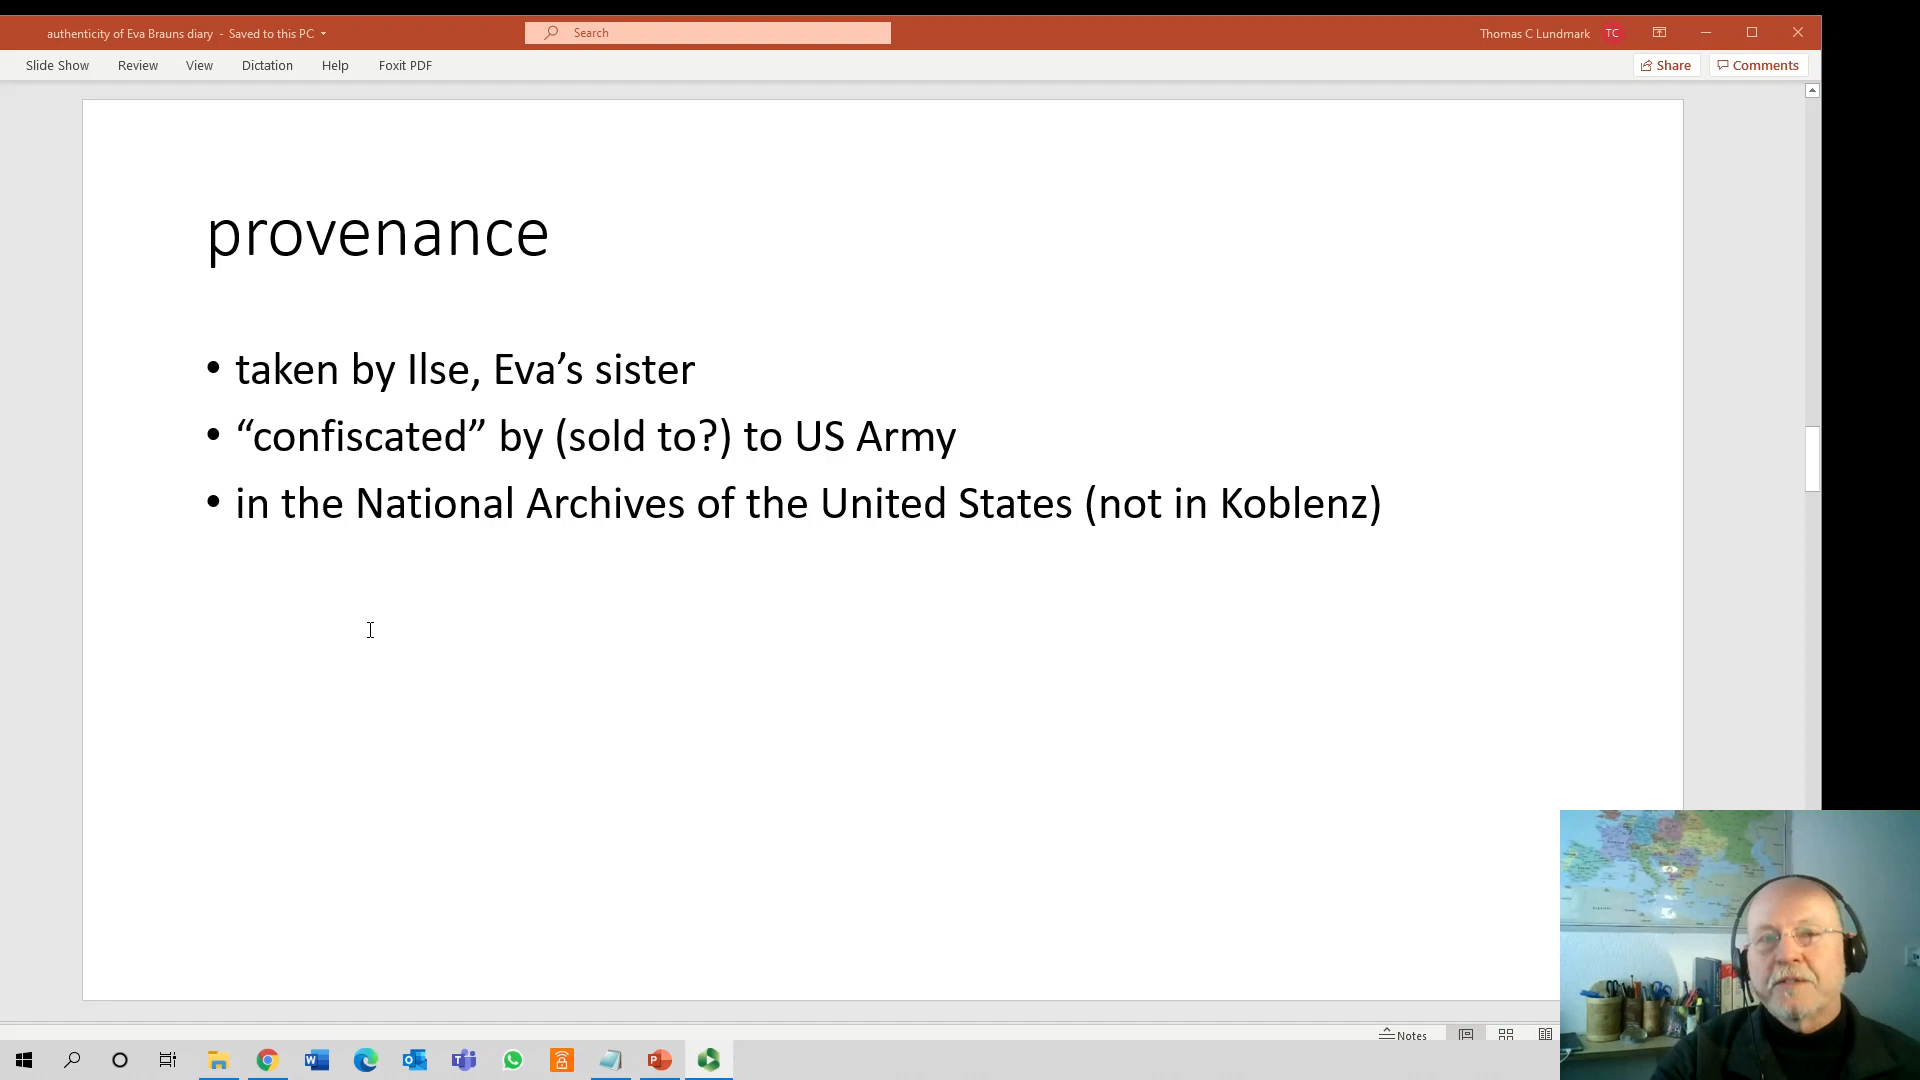 authenticity of Eva Brauns diary - Saved to this PC
Search
Thomas C Lundmark
TC
Slide Show Review View Dictation Help Foxit PDF
Share
Comments
provenance
• taken by Ilse, Eva’s sister
• “confiscated” by (sold to?) to US Army
• in the National Archives of the United States (not in Koblenz)
Notes